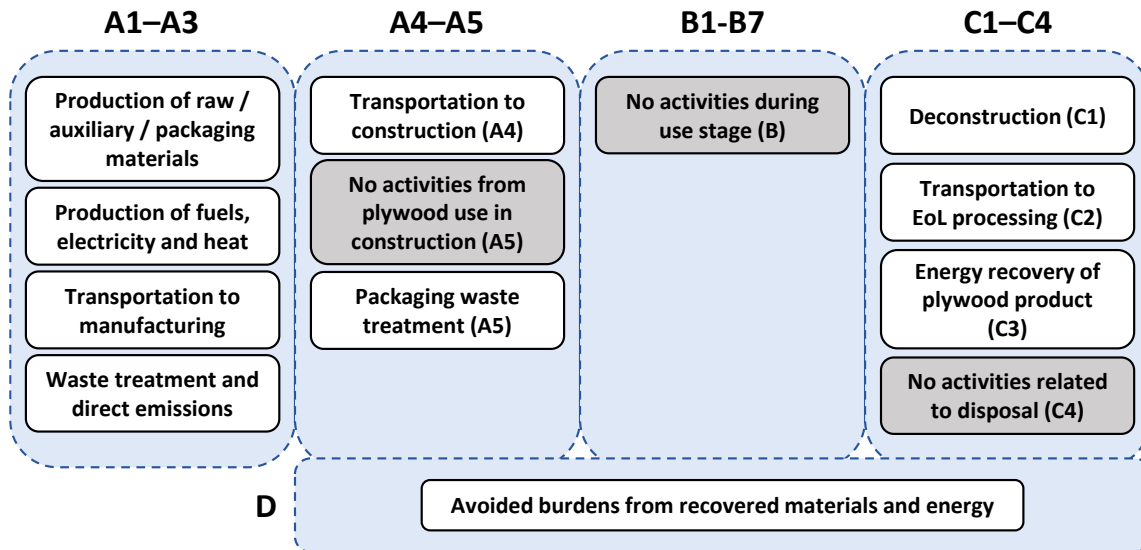 A1–A3
Production of raw /
auxiliary / packaging
materials
Production of fuels,
electricity and heat
Transportation to
manufacturing
Waste treatment and
direct emissions
A4–A5
Transportation to
construction (A4)
No activities from
plywood use in
construction (A5)
Packaging waste
treatment (A5)
B1-B7
No activities during
use stage (B)
C1–C4
Deconstruction (C1)
Transportation to
EoL processing (C2)
Energy recovery of
plywood product
(C3)
No activities related
to disposal (C4)
D
Avoided burdens from recovered materials and energy